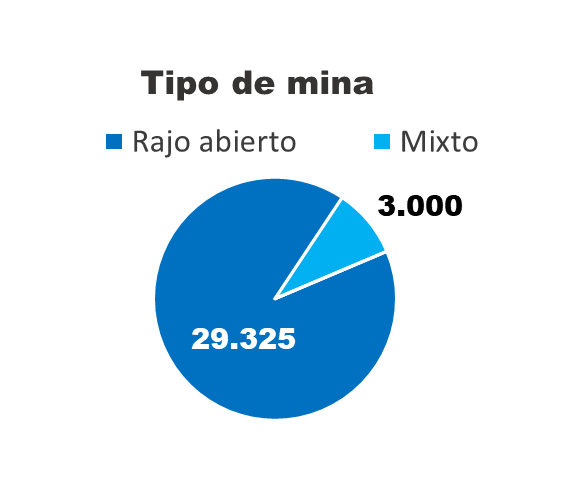 Tipo de mina
Rajo abierto Mixto
3.000
29.325